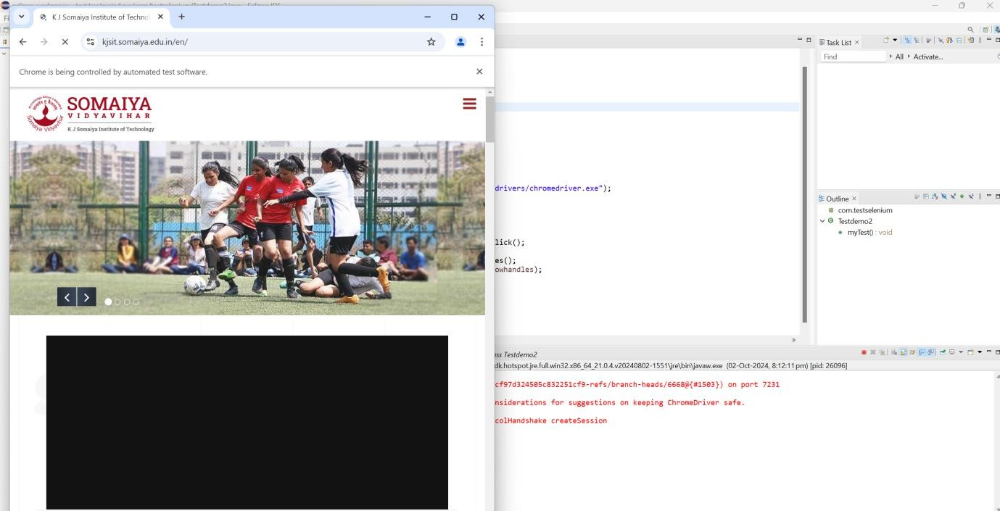 K J Somaiya Institute of Techno
kjsit.somaiya.edu.in/en/
Chrome is being controlled by automated test software.
SOMAIYA
VIDYAVIHAR
K J Somaiya Institute of Technology
Somaiya Vidyavihar
drivers/chromedriver.exe");
lick();
es();
owhandles);
Task List
Find
All
Activate...
Outline
com.testselenium
Testdemo2
myTest() : void
ss Testdemo2
dk.hotspot.jre.full.win32.x86_64_21.0.4.v20240802-1551\jre\bin\javaw.exe (02-Oct-2024, 8:12:11 pm) [pid: 26096]
cf97d324505c832251cf9-refs/branch-heads/6668@{#1503}) on port 7231
nsiderations for suggestions on keeping ChromeDriver safe.
colHandshake createSession